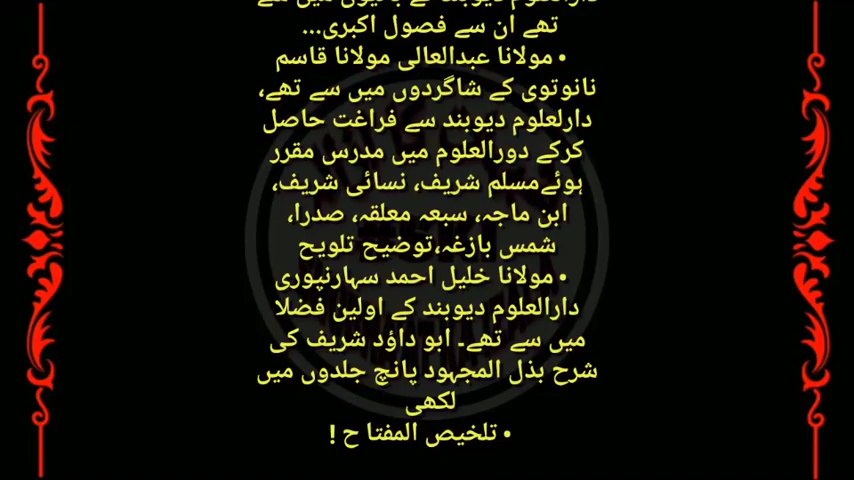 تھے ان سے فصول اکبری...
• مولانا عبدالعالی مولانا قاسم
نانوتوی کے شاگردوں میں سے تھے،
دارلعلوم دیوبند سے فراغت حاصل
کرکے دورالعلوم میں مدرس مقرر
ہوئےمسلم شریف، نسائی شریف،
ابن ماجہ، سبعہ معلقہ، صدرا،
شمس بازغہ،توضیح تلویح
• مولانا خلیل احمد سہارنپوری
دارالعلوم دیوبند کے اولین فضلا
میں سے تھے۔ ابو داؤد شریف کی
شرح بذل المجہود پانچ جلدوں میں
لکھی
• تلخیص المفتا ح !